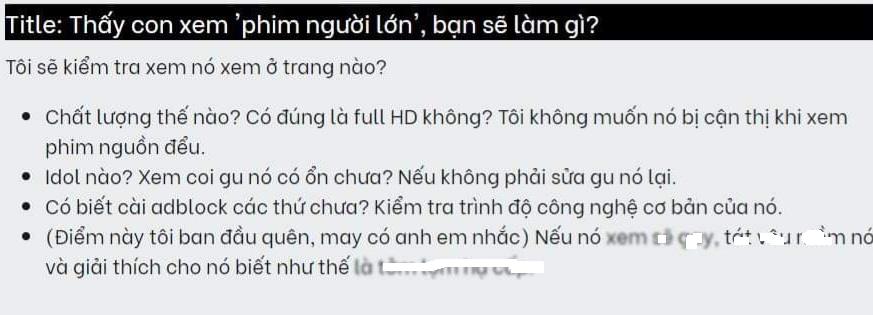 Title: Thấy con xem 'phim người lớn', bạn sẽ làm gì?
Tôi sẽ kiểm tra xem nó xem ở trang nào?
• Chất lượng thế nào? Có đúng là full HD không? Tôi không muốn nó bị cận thị khi xem
phim nguồn đểu.
• Idol nào? Xem coi gu nó có ổn chưa? Nếu không phải sửa gu nó lại.
• Có biết cài adblock các thứ chưa? Kiểm tra trình độ công nghệ cơ bản của nó.
• (Điểm này tôi ban đầu quên, may có anh em nhắc) Nếu nó xem nó
và giải thích cho nó biết như thế là